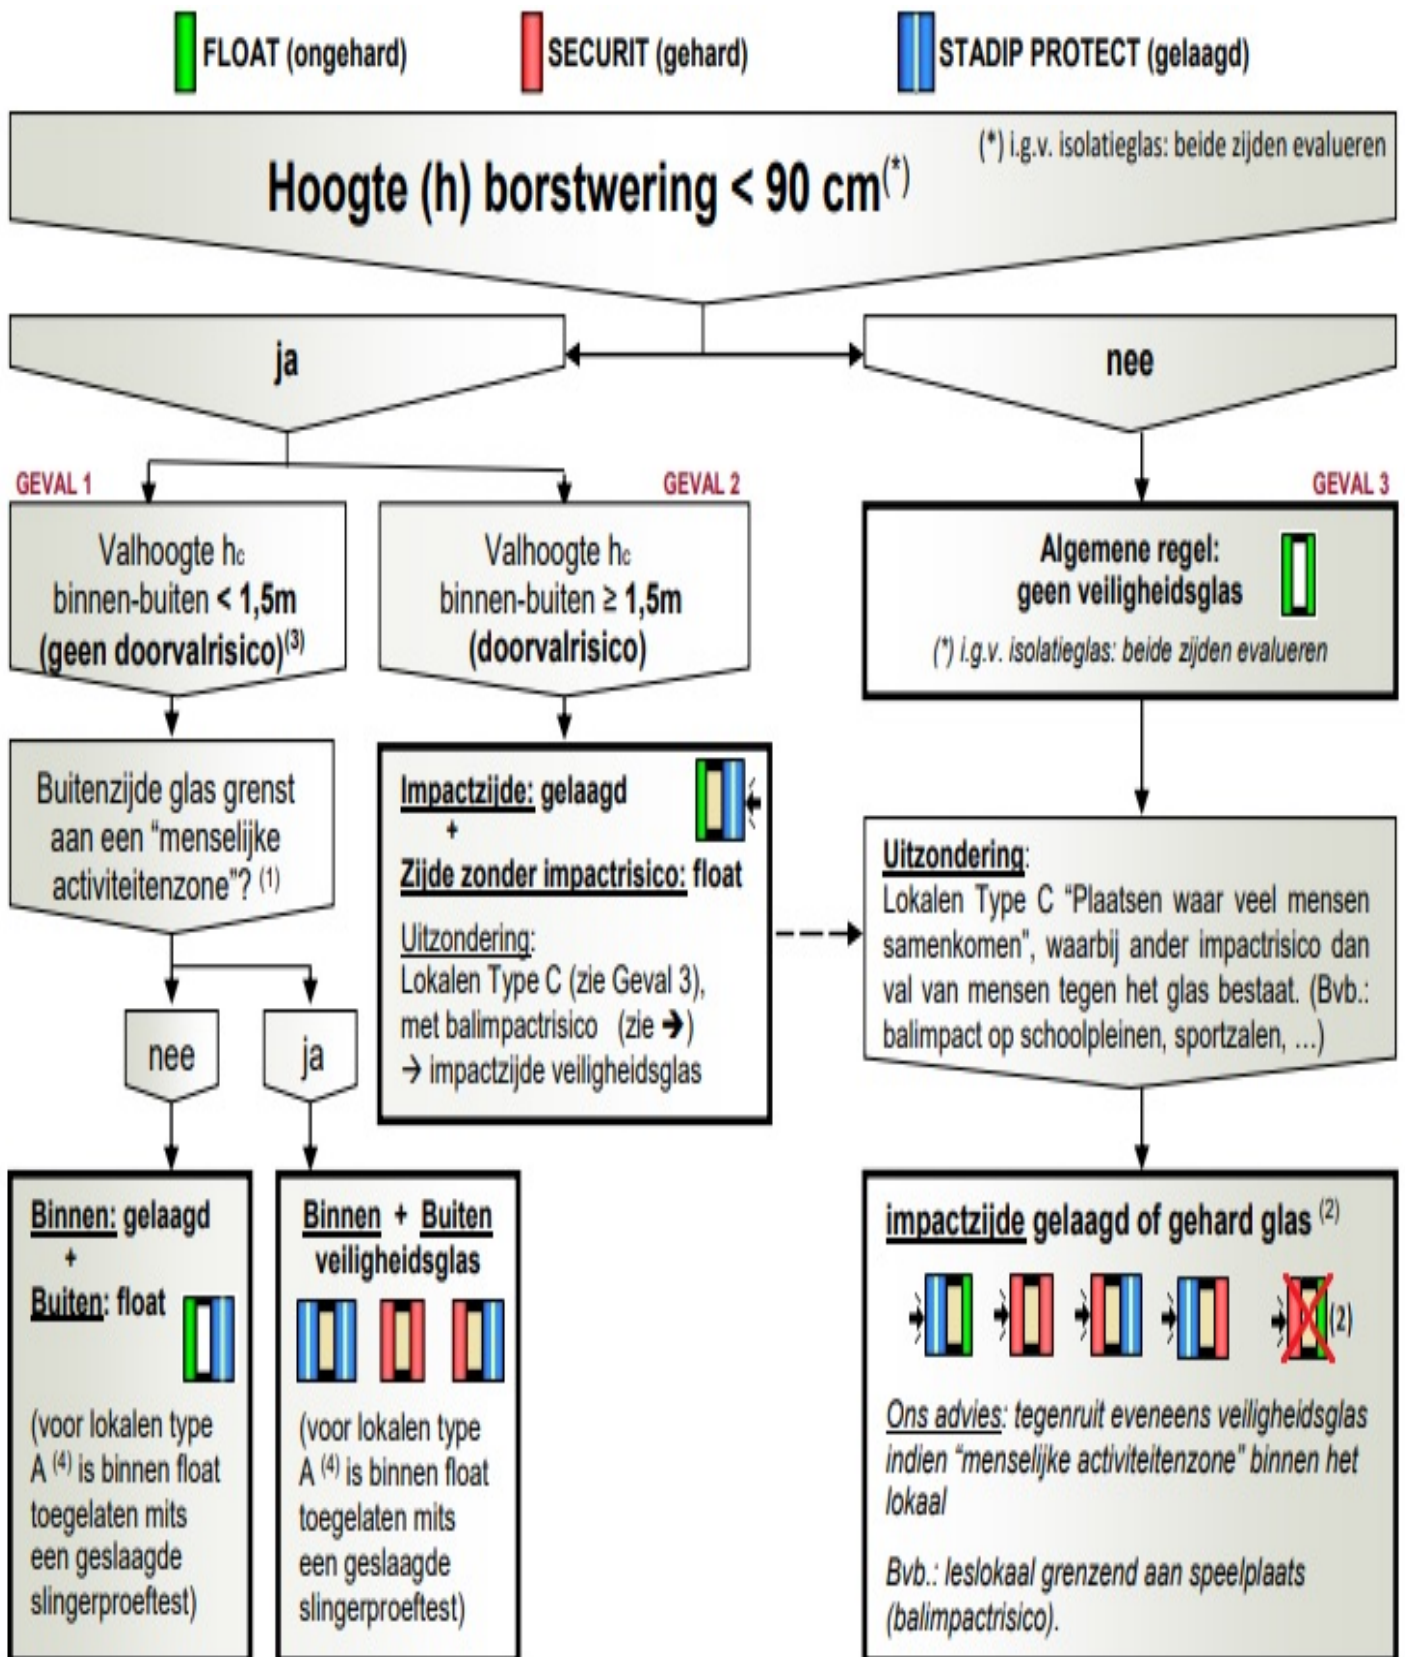 FLOAT (ongehard)
SECURIT (gehard)
STADIP PROTECT (gelaagd)
(*) i.g.v. isolatieglas: beide zijden evalueren
Hoogte (h) borstwering < 90 cm(*)
ja
nee
GEVAL 1
GEVAL 2
GEVAL 3
Valhoogte hc
binnen-buiten < 1,5m
(geen doorvalrisico)(3)
Valhoogte hc
binnen-buiten ≥ 1,5m
(doorvalrisico)
Algemene regel:
geen veiligheidsglas
(*) i.g.v. isolatieglas: beide zijden evalueren
Buitenzijde glas grenst
aan een “menselijke
activiteitenzone”? (1)
Impactzijde: gelaagd
+
Zijde zonder impactrisico: float
Uitzondering:
Lokalen Type C (zie Geval 3),
met balimpactrisico (zie ➔)
→ impactzijde veiligheidsglas
Uitzondering:
Lokalen Type C “Plaatsen waar veel mensen
samenkomen”, waarbij ander impactrisico dan
val van mensen tegen het glas bestaat. (Bvb.:
balimpact op schoolpleinen, sportzalen, …)
nee
ja
Binnen: gelaagd
+
Buiten: float
(voor lokalen type
A (4) is binnen float
toegelaten mits
een geslaagde
slingerproeftest)
Binnen + Buiten
veiligheidsglas
(voor lokalen type
A (4) is binnen float
toegelaten mits
een geslaagde
slingerproeftest)
impactzijde gelaagd of gehard glas (2)
(2)
Ons advies: tegenruit eveneens veiligheidsglas
indien “menselijke activiteitenzone” binnen het
lokaal
Bvb.: leslokaal grenzend aan speelplaats
(balimpactrisico).